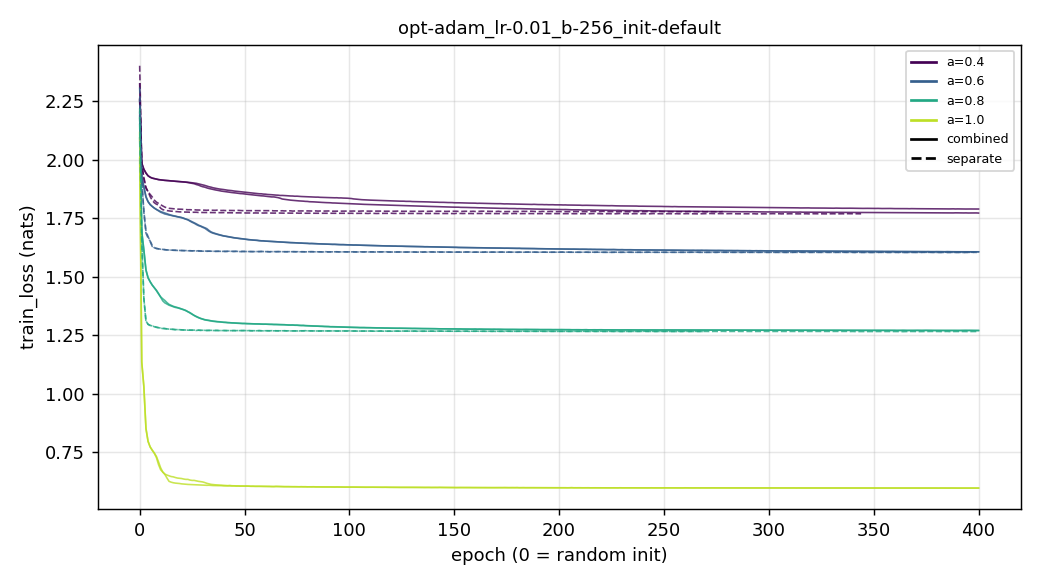 opt-adam_lr-0.01_b-256_init-default
train_loss (nats)
2.25
2.00
1.75
1.50
1.25
1.00
0.75
a=0.4
a=0.6
a=0.8
a=1.0
combined
separate
0 50 100 150 200 250 300 350 400
epoch (0 = random init)